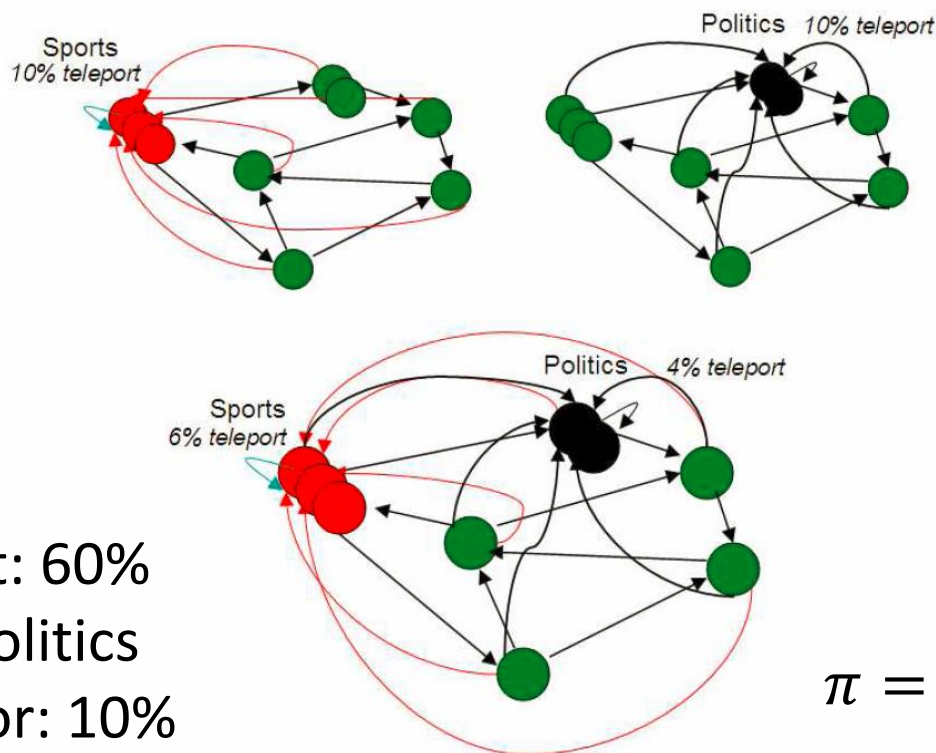 Sports
10% teleport
Politics 10% teleport
Politics 4% teleport
Sports
6% teleport
: 60%
olitics
or: 10%
π =